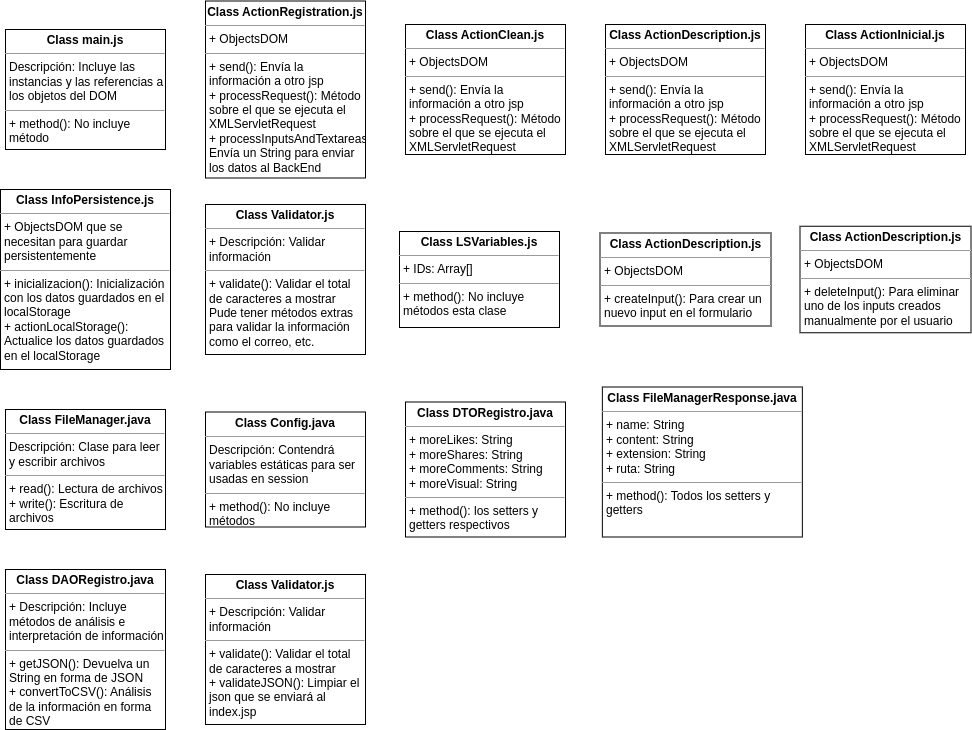 Class main.js
Descripción: Incluye las
instancias y las referencias a
los objetos del DOM
+ method(): No incluye
método
Class ActionRegistration.js
+ ObjectsDOM
+ send(): Envía la
información a otro jsp
+ processRequest(): Método
sobre el que se ejecuta el
XMLServletRequest
+ processInputsAndTextareas
Envía un String para enviar
los datos al BackEnd
Class ActionClean.js
+ ObjectsDOM
+ send(): Envía la
información a otro jsp
+ processRequest(): Método
sobre el que se ejecuta el
XMLServletRequest
Class ActionDescription.js
+ ObjectsDOM
+ send(): Envía la
información a otro jsp
+ processRequest(): Método
sobre el que se ejecuta el
XMLServletRequest
Class ActionInicial.js
+ ObjectsDOM
+ send(): Envía la
información a otro jsp
+ processRequest(): Método
sobre el que se ejecuta el
XMLServletRequest
Class InfoPersistence.js
+ ObjectsDOM que se
necesitan para guardar
persistentemente
+ inicializacion(): Inicialización
con los datos guardados en el
localStorage
+ actionLocalStorage():
Actualice los datos guardados
en el localStorage
Class Validator.js
+ Descripción: Validar
información
+ validate(): Validar el total
de caracteres a mostrar
Pude tener métodos extras
para validar la información
como el correo, etc.
Class LSVariables.js
+ IDs: Array[]
+ method(): No incluye
métodos esta clase
Class ActionDescription.js
+ ObjectsDOM
+ createInput(): Para crear un
nuevo input en el formulario
Class ActionDescription.js
+ ObjectsDOM
+ deleteInput(): Para eliminar
uno de los inputs creados
manualmente por el usuario
Class FileManager.java
Descripción: Clase para leer
y escribir archivos
+ read(): Lectura de archivos
+ write(): Escritura de
archivos
Class Config.java
Descripción: Contendrá
variables estáticas para ser
usadas en session
+ method(): No incluye
métodos
Class DTORegistro.java
+ moreLikes: String
+ moreShares: String
+ moreComments: String
+ moreVisual: String
+ method(): los setters y
getters respectivos
Class FileManagerResponse.java
+ name: String
+ content: String
+ extension: String
+ ruta: String
+ method(): Todos los setters y
getters
Class DAORegistro.java
+ Descripción: Incluye
métodos de análisis e
interpretación de información
+ getJSON(): Devuelva un
String en forma de JSON
+ convertToCSV(): Análisis
de la información en forma
de CSV
Class Validator.js
+ Descripción: Validar
información
+ validate(): Validar el total
de caracteres a mostrar
+ validateJSON(): Limpiar el
json que se enviará al
index.jsp